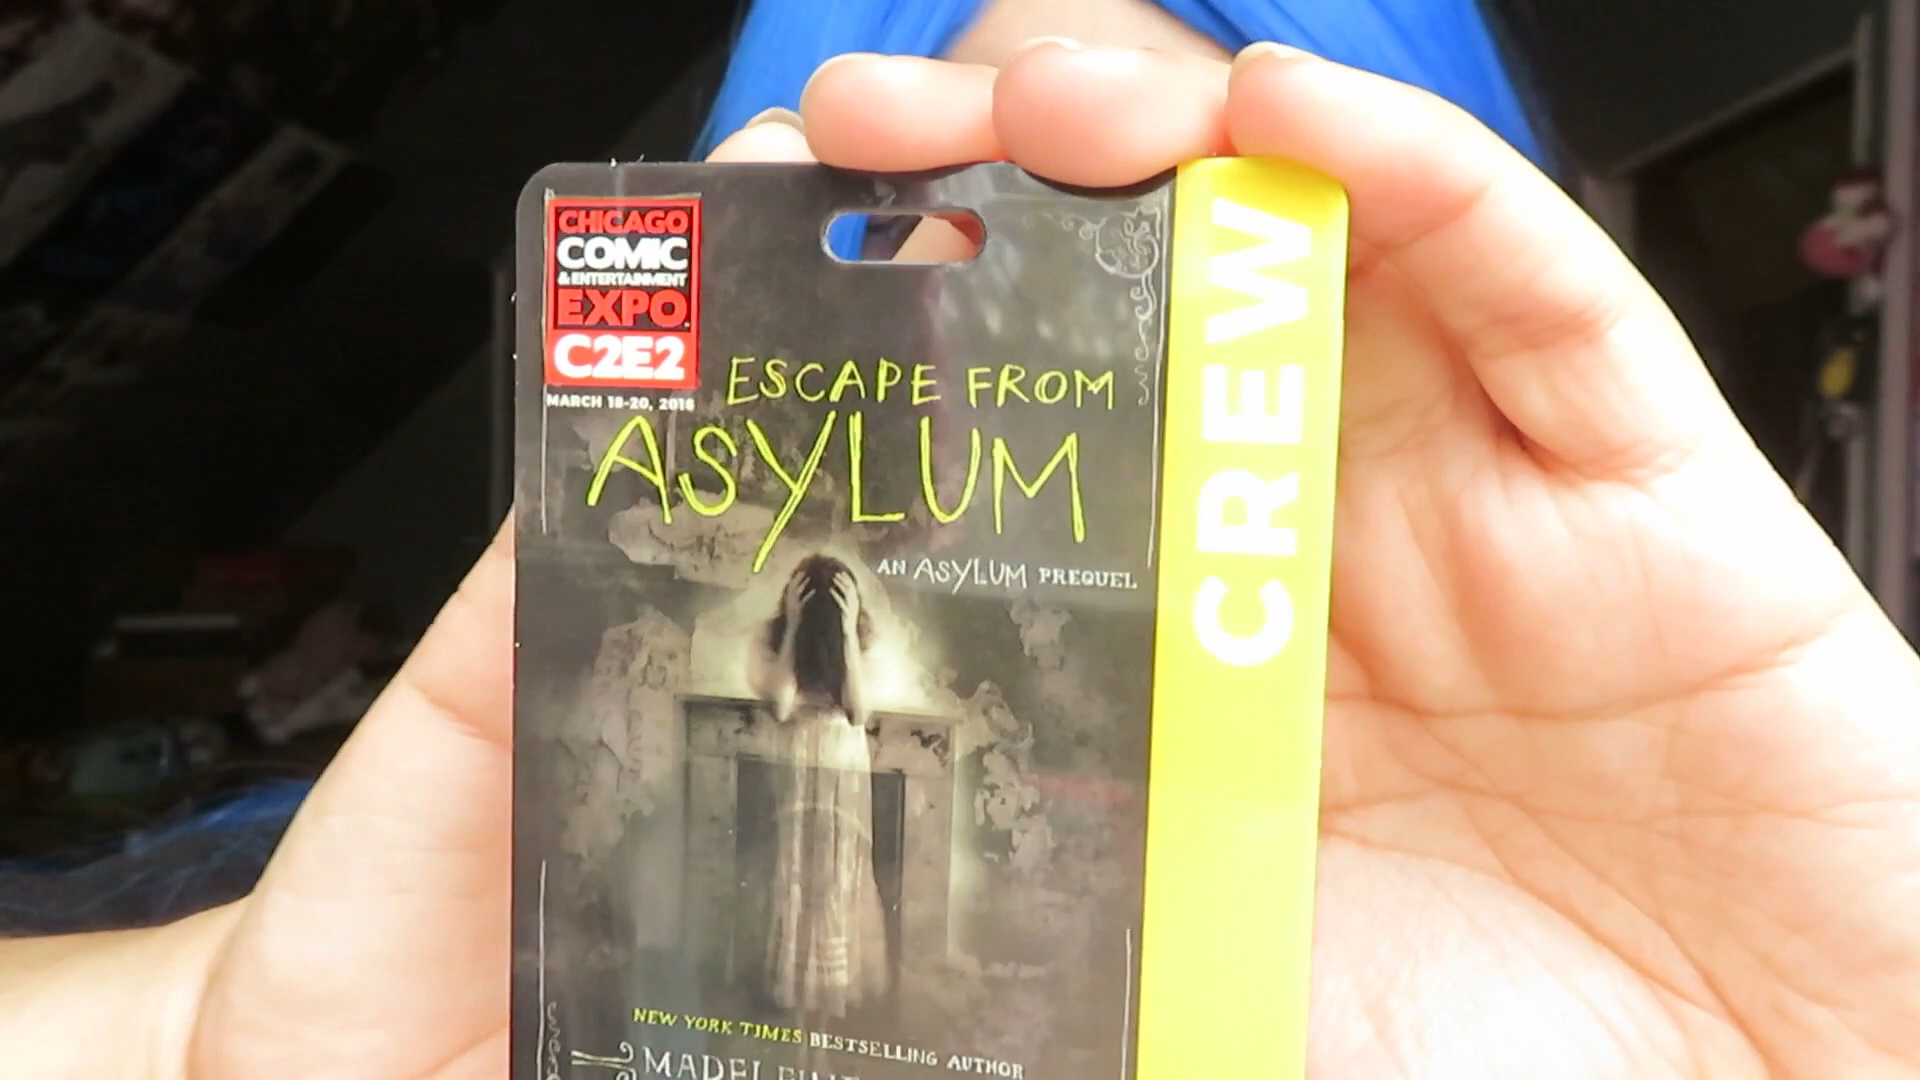 CHICAGO
COMIC
& ENTERTAINMENT
EXPO
C2E2
MARCH 18-20, 2016
ESCAPE FROM
ASYLUM
AN ASYLUM PREQUEL
CREW
NEW YORK TIMES BESTSELLING AUTHOR